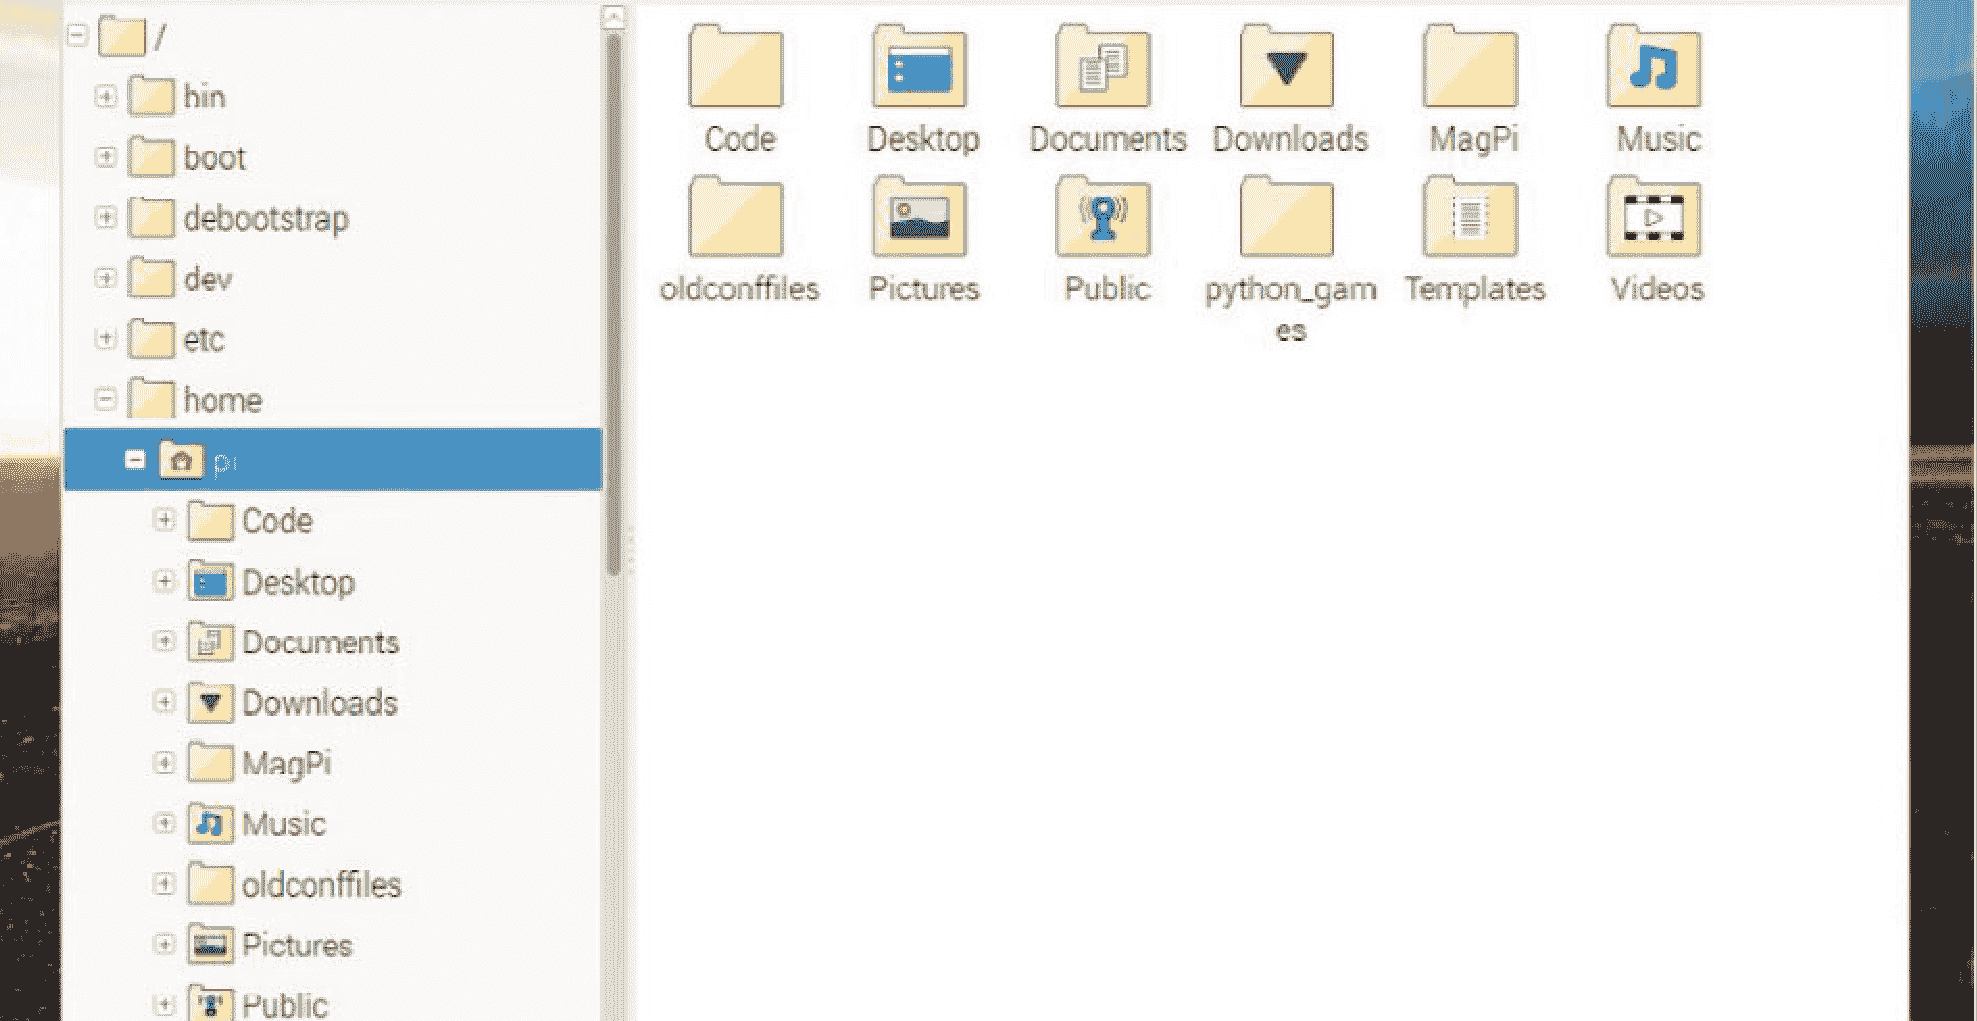 /
bin
boot
debootstrap
dev
etc
home
pi
Code
Desktop
Documents
Downloads
MagPi
Music
oldconffiles
Pictures
Public
Code Desktop Documents Downloads MagPi Music
oldconffiles Pictures Public python_gam Templates Videos
es